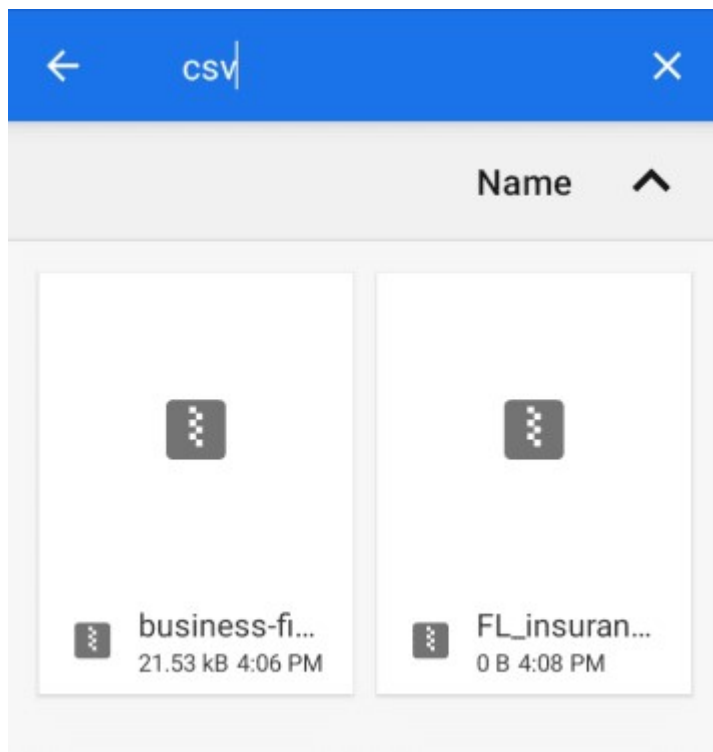 csv
Name
business-fi...
21.53 kB 4:06 PM
FL_insuran...
0 B 4:08 PM